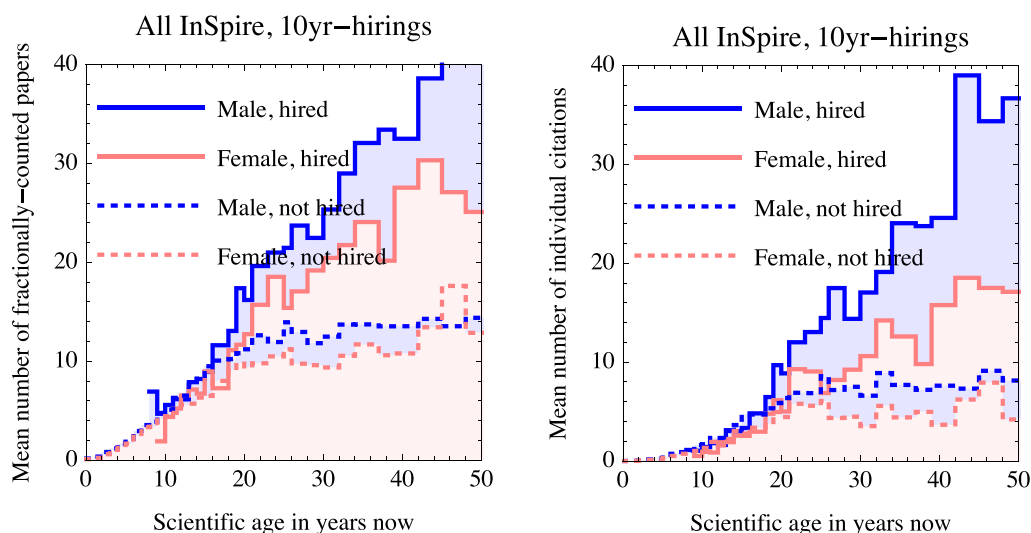 All InSpire, 10yr−hirings
Mean number of fractionally−counted papers
40
30
20
10
0
Male, hired
Female, hired
Male, not hired
Female, not hired
0 10 20 30 40 50
Scientific age in years now
All InSpire, 10yr−hirings
Mean number of individual citations
40
30
20
10
0
Male, hired
Female, hired
Male, not hired
Female, not hired
0 10 20 30 40 50
Scientific age in years now